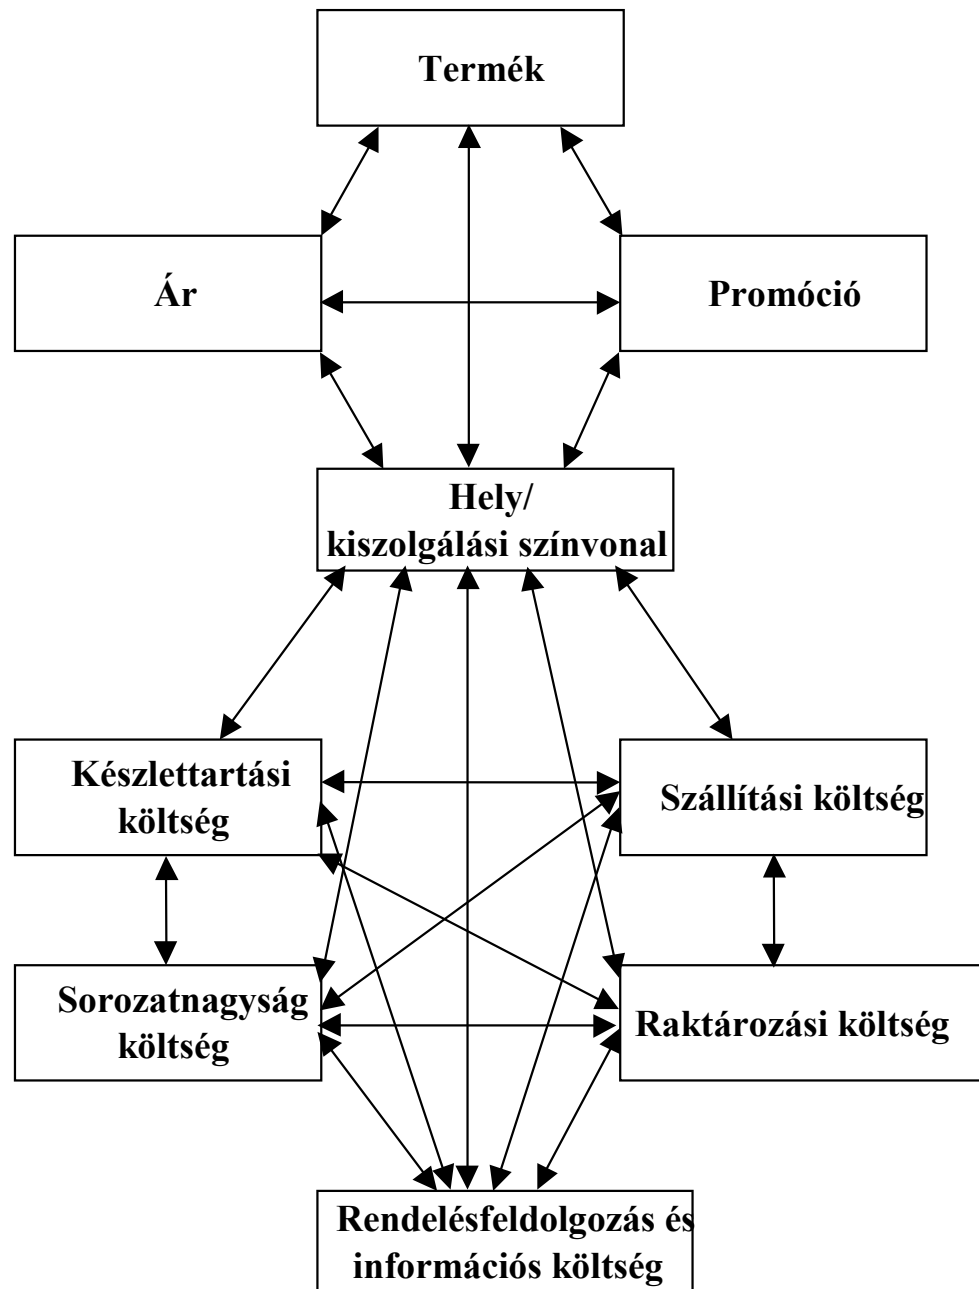 Termék
Ár
Promóció
Hely/
kiszolgálási színvonal
Készlettartási
költség
Szállítási költség
Sorozatnagyság
költség
Raktározási költség
Rendelésfeldolgozás és
információs költség